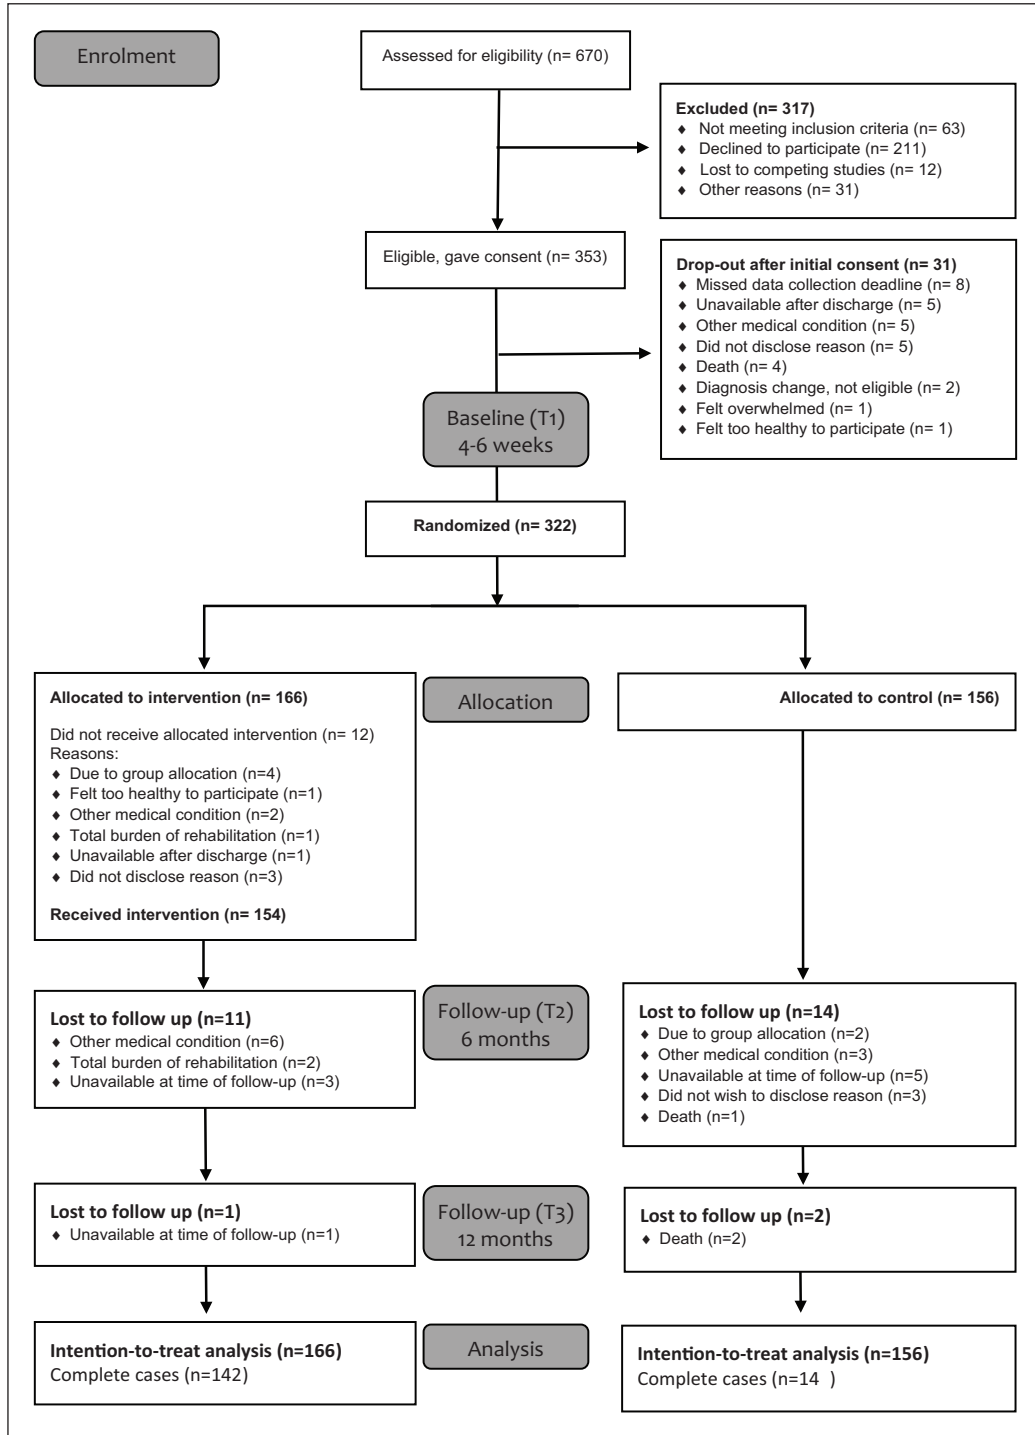 Enrolment
Assessed for eligibility (n= 670)
Excluded (n= 317)
♦ Not meeting inclusion criteria (n= 63)
♦ Declined to participate (n= 211)
♦ Lost to competing studies (n= 12)
♦ Other reasons (n= 31)
Eligible, gave consent (n= 353)
Drop-out after initial consent (n= 31)
♦ Missed data collection deadline (n= 8)
♦ Unavailable after discharge (n= 5)
♦ Other medical condition (n= 5)
♦ Did not disclose reason (n= 5)
♦ Death (n= 4)
♦ Diagnosis change, not eligible (n= 2)
♦ Felt overwhelmed (n= 1)
♦ Felt too healthy to participate (n= 1)
Baseline (T1)
4-6 weeks
Randomized (n= 322)
Allocated to intervention (n= 166)
Did not receive allocated intervention (n= 12)
Reasons:
♦ Due to group allocation (n=4)
♦ Felt too healthy to participate (n=1)
♦ Other medical condition (n=2)
♦ Total burden of rehabilitation (n=1)
♦ Unavailable after discharge (n=1)
♦ Did not disclose reason (n=3)
Received intervention (n= 154)
Allocation
Allocated to control (n= 156)
Lost to follow up (n=11)
♦ Other medical condition (n=6)
♦ Total burden of rehabilitation (n=2)
♦ Unavailable at time of follow-up (n=3)
Follow-up (T2)
6 months
Lost to follow up (n=14)
♦ Due to group allocation (n=2)
♦ Other medical condition (n=3)
♦ Unavailable at time of follow-up (n=5)
♦ Did not wish to disclose reason (n=3)
♦ Death (n=1)
Lost to follow up (n=1)
♦ Unavailable at time of follow-up (n=1)
Follow-up (T3)
12 months
Lost to follow up (n=2)
♦ Death (n=2)
Intention-to-treat analysis (n=166)
Complete cases (n=142)
Analysis
Intention-to-treat analysis (n=156)
Complete cases (n=14 )